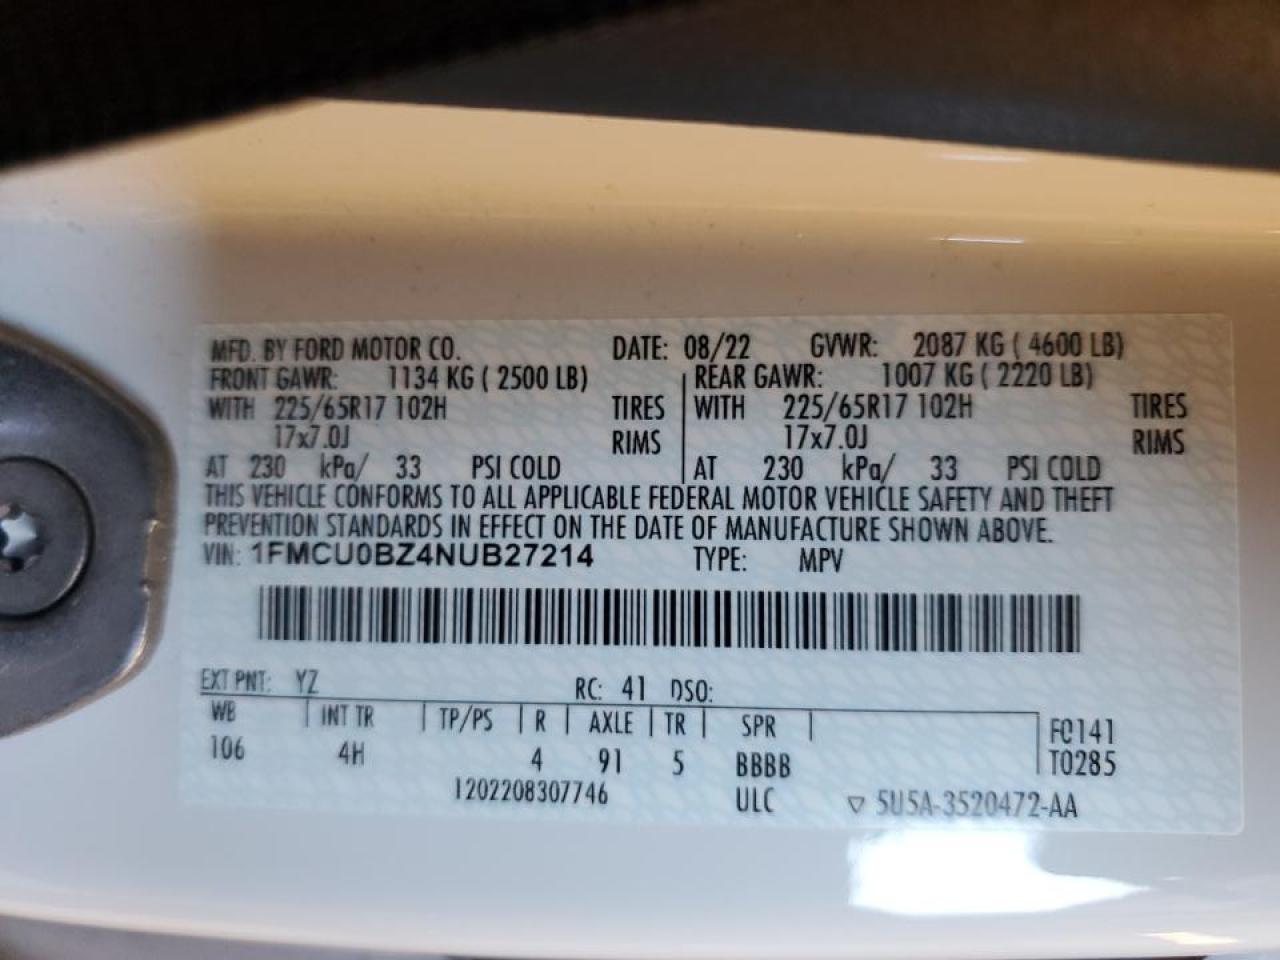 MFD. BY FORD MOTOR CO. DATE: 08/22 GVWR: 2087 KG ( 4600 LB)
FRONT GAWR: 1134 KG ( 2500 LB) REAR GAWR: 1007 KG ( 2220 LB)
WITH 225/65R17 102H TIRES WITH 225/65R17 102H TIRES
17x7.0J RIMS 17x7.0J RIMS
AT 230 kPa/ 33 PSI COLD AT 230 kPa/ 33 PSI COLD
THIS VEHICLE CONFORMS TO ALL APPLICABLE FEDERAL MOTOR VEHICLE SAFETY AND THEFT
PREVENTION STANDARDS IN EFFECT ON THE DATE OF MANUFACTURE SHOWN ABOVE.
VIN: 1FMCU0BZ4NUB27214 TYPE: MPV
EXT PNT: YZ RC: 41 DSO:
WB INT TR TP/PS R AXLE TR SPR F0141
106 4H 4 91 5 BBBB T0285
1202208307746 ULC ▽ 5U5A-3520472-AA